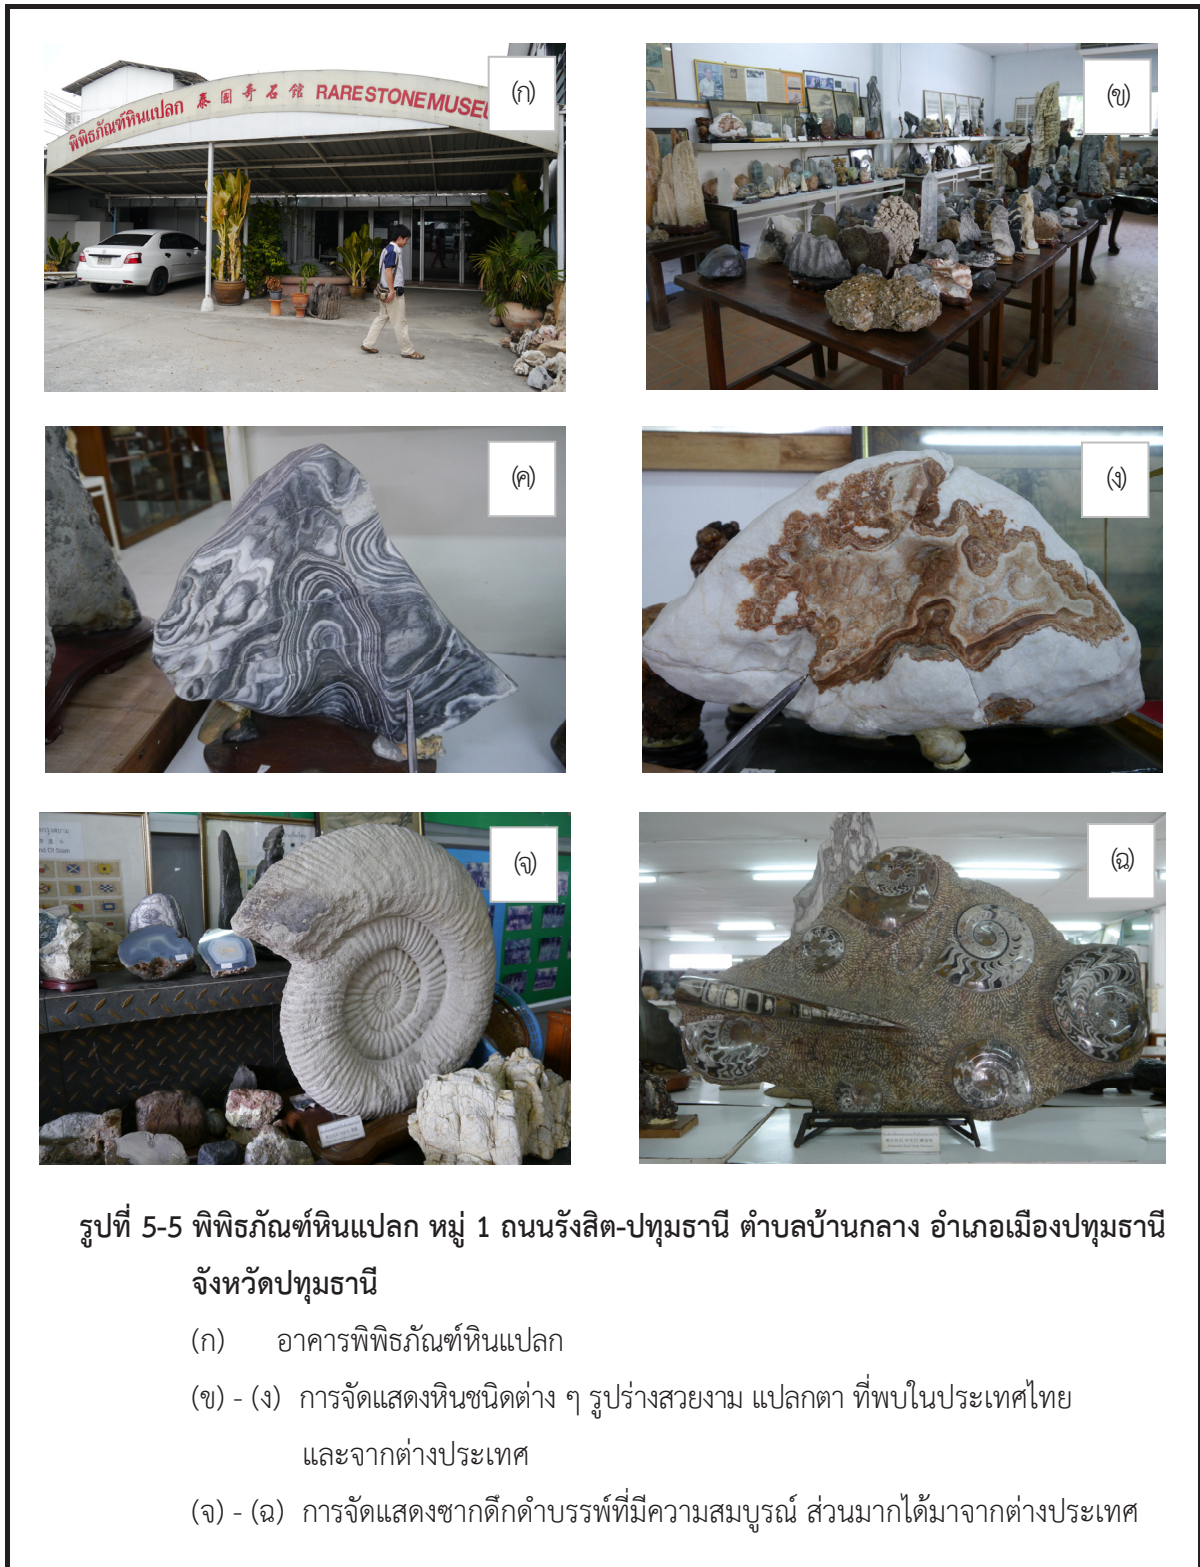 พิพิธภัณฑ์หินแปลก 泰國奇石館 RARE STONE MUSEU
(ก)
(ข)
(ค)
(ง)
(จ)
(ฉ)
รูปที่ 5-5 พิพิธภัณฑ์หินแปลก หมู่ 1 ถนนรังสิต-ปทุมธานี ตำบลบ้านกลาง อำเภอเมืองปทุมธานี
จังหวัดปทุมธานี
(ก) อาคารพิพิธภัณฑ์หินแปลก
(ข) - (ง) การจัดแสดงหินชนิดต่าง ๆ รูปร่างสวยงาม แปลกตา ที่พบในประเทศไทย
และจากต่างประเทศ
(จ) - (ฉ) การจัดแสดงซากดึกดำบรรพ์ที่มีความสมบูรณ์ ส่วนมากได้มาจากต่างประเทศ